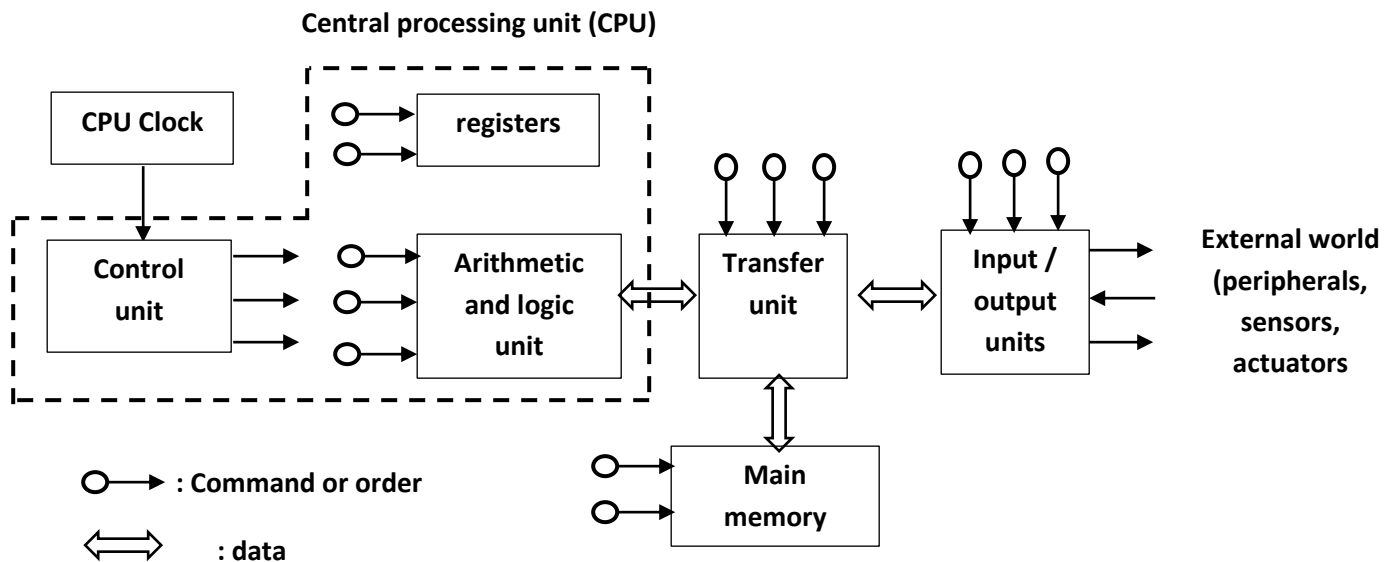 Central processing unit (CPU)
CPU Clock
registers
Control
unit
Arithmetic
and logic
unit
Transfer
unit
Input /
output
units
External world
(peripherals,
sensors,
actuators
Main
memory
: Command or order
: data